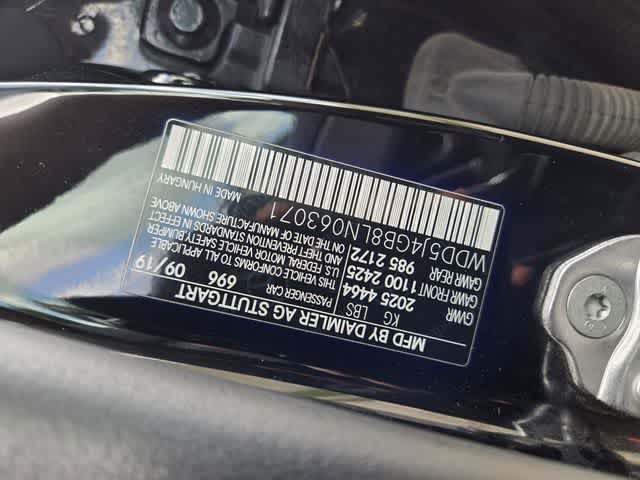 MFD BY DAIMLER AG STUTTGART
09/19
696
PASSENGER CAR
KG LBS
GWR 2025 4464
GAWR FRONT 1100 2425
GAWR REAR 985 2172
THIS VEHICLE CONFORMS TO ALL APPLICABLE
U.S. FEDERAL MOTOR VEHICLE SAFETY, BUMPER,
AND THEFT PREVENTION STANDARDS IN EFFECT
ON THE DATE OF MANUFACTURE SHOWN ABOVE
WDD5J4GB8LN063071
MADE IN HUNGARY